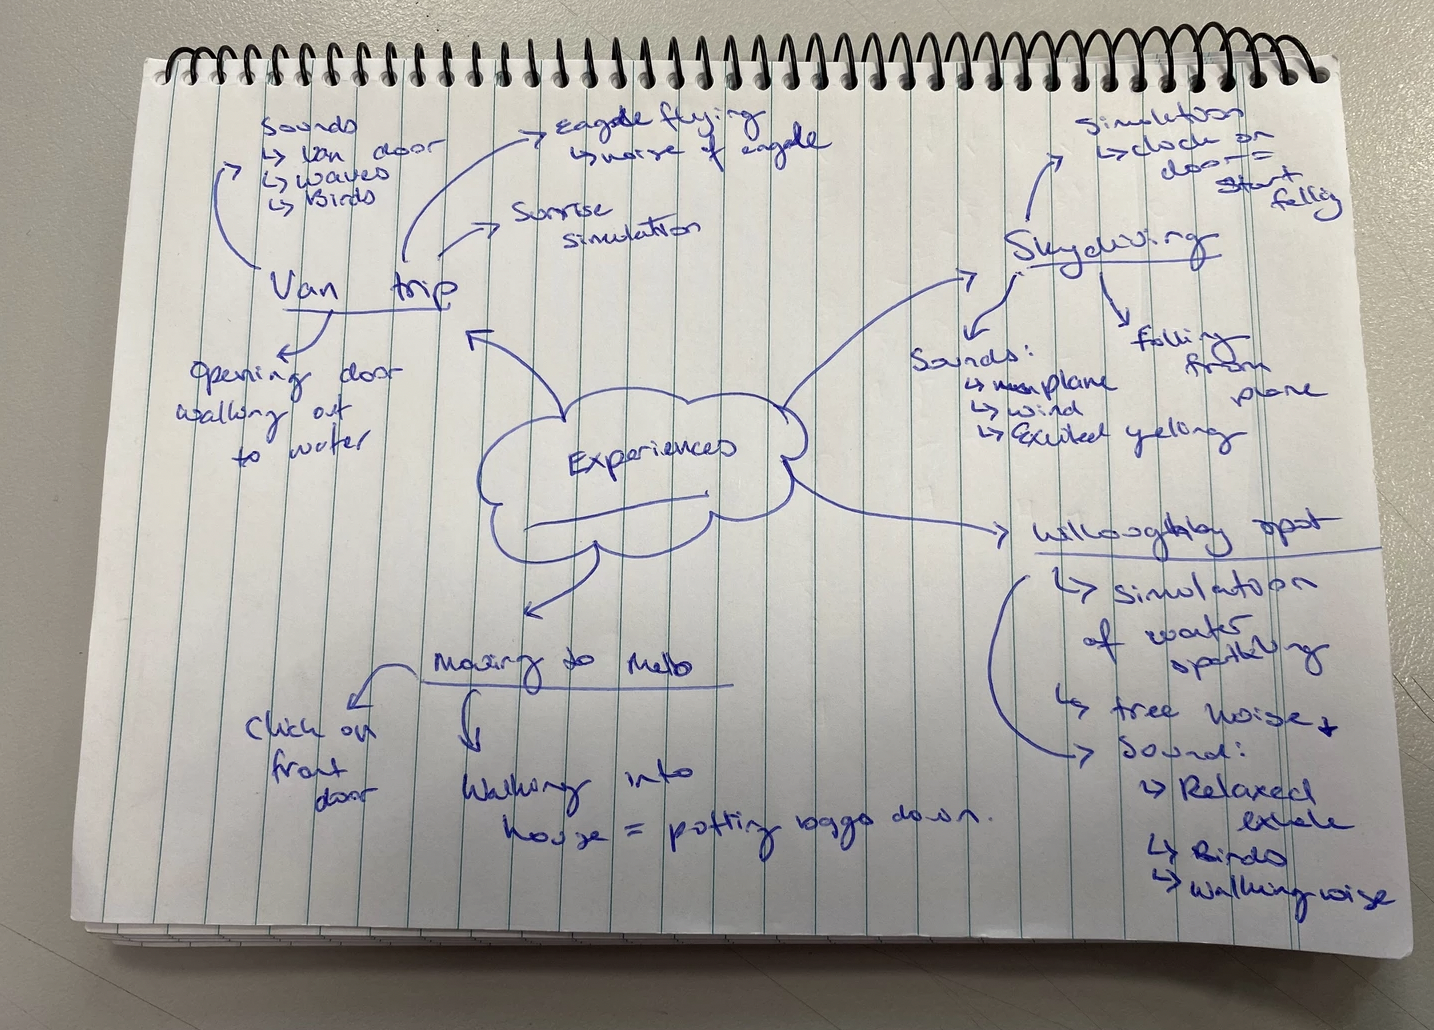 Sounds
↳ Van door
↳ waves
↳ Birds
eagle flying
↳ noise of eagle
Sunrise
simulation
Van trip
Opening door
walking out
to water
Simulation
↳ click on
door =
start
falling
Skydiving
Sounds:
↳ plane
↳ wind
↳ Excited yelling
falling
from
plane
Experiences
Willoughby spot
↳ simulation
of water
sparkling
↳ tree noise +
Sound:
↳ Relaxed
exhale
↳ Birds
↳ walking noise
Moving to Melb
Click on
front
door
Walking into
house = putting bags down.